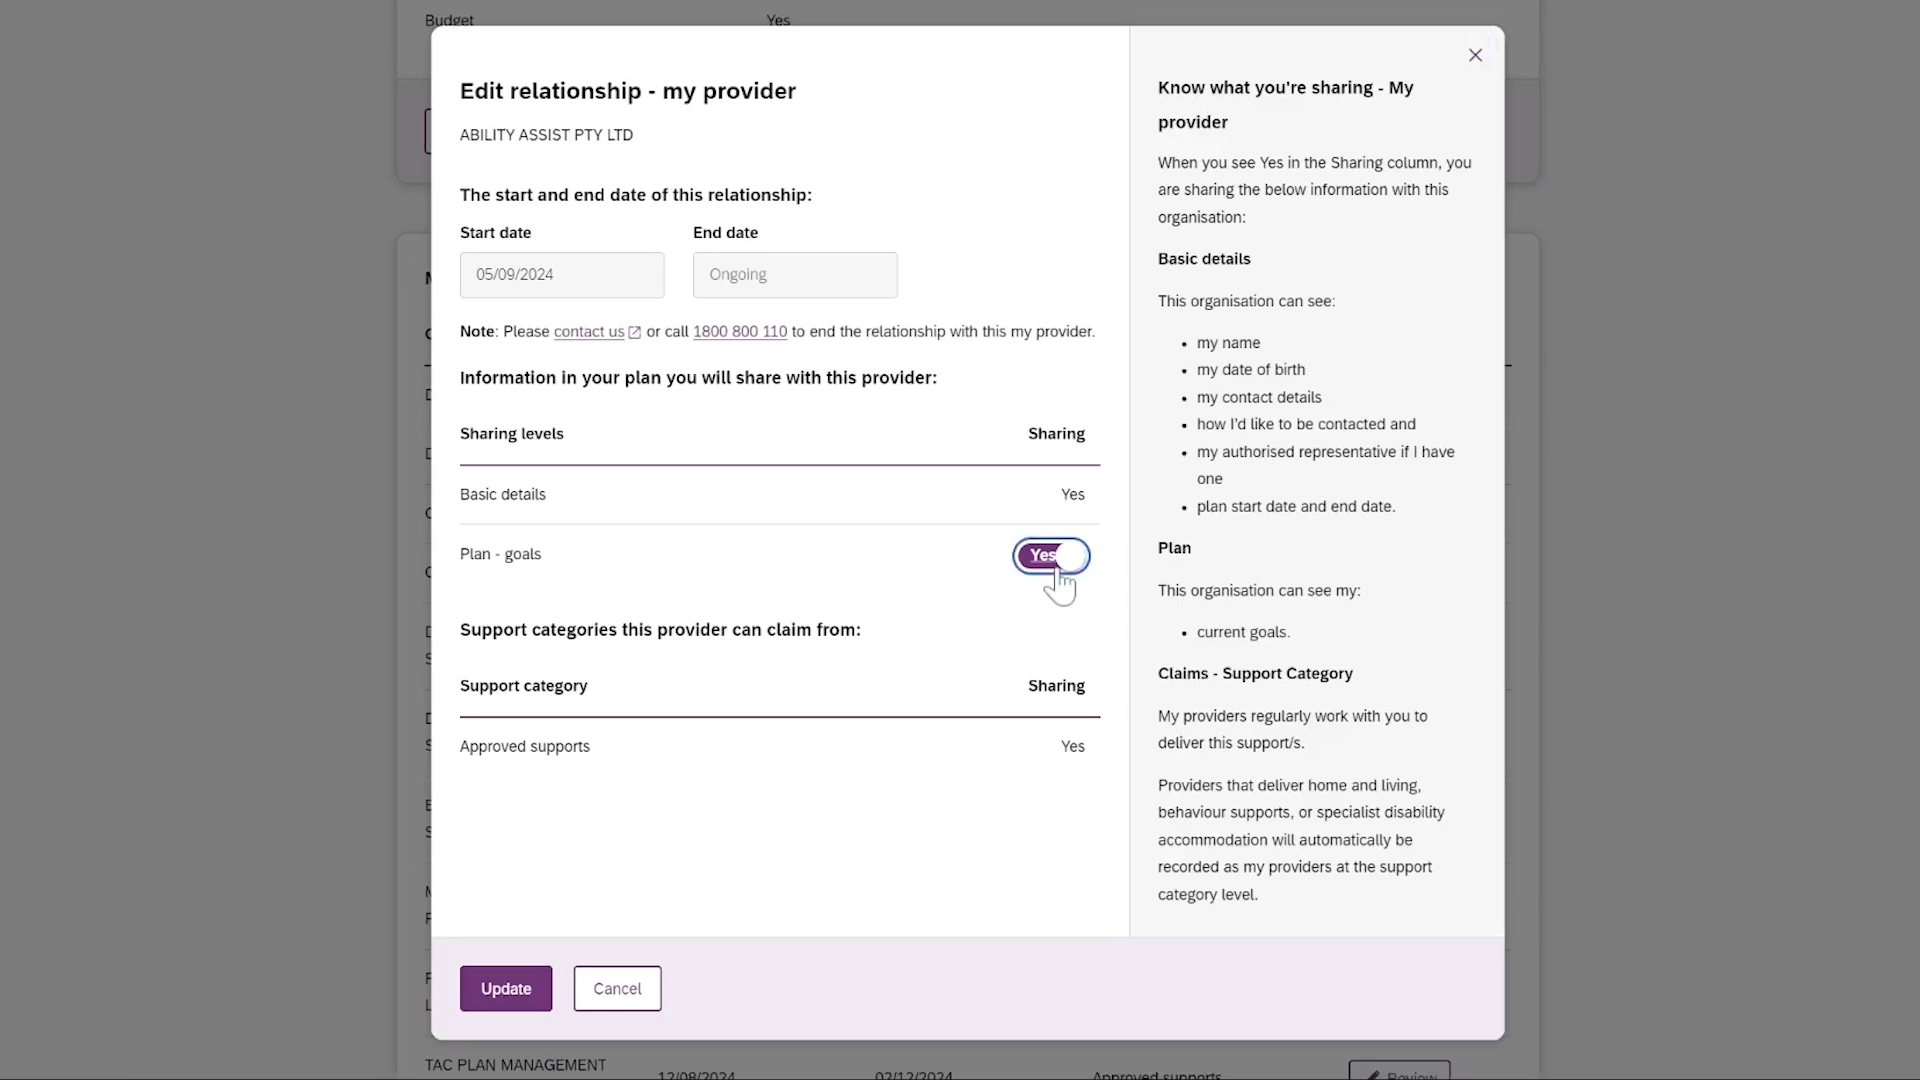 Budget Yes
Edit relationship - my provider
ABILITY ASSIST PTY LTD
The start and end date of this relationship:
Start date End date
05/09/2024 Ongoing
Note: Please contact us or call 1800 800 110 to end the relationship with this my provider.
Information in your plan you will share with this provider:
Sharing levels Sharing
Basic details Yes
Plan - goals Yes
Support categories this provider can claim from:
Support category Sharing
Approved supports Yes
Update Cancel
Know what you're sharing - My
provider
When you see Yes in the Sharing column, you
are sharing the below information with this
organisation:
Basic details
This organisation can see:
• my name
• my date of birth
• my contact details
• how I'd like to be contacted and
• my authorised representative if I have
one
• plan start date and end date.
Plan
This organisation can see my:
• current goals.
Claims - Support Category
My providers regularly work with you to
deliver this support/s.
Providers that deliver home and living,
behaviour supports, or specialist disability
accommodation will automatically be
recorded as my providers at the support
category level.
TAC PLAN MANAGEMENT
12/08/2024 02/12/2024 Approved supports Review